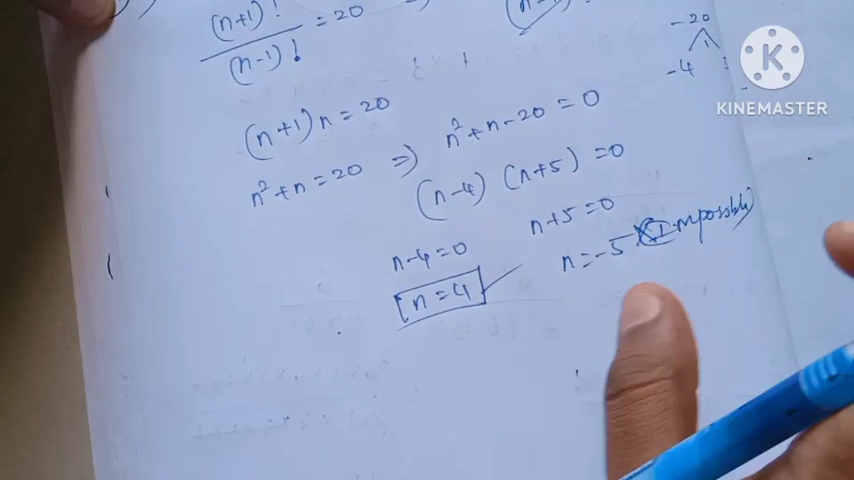 (n+1)!/(n-1)! = 20 ⇒
-20
-4
KINEMASTER
(n+1)n = 20
n²+n = 20 ⇒ n²+n-20 = 0
(n-4) (n+5) = 0
n-4=0 n+5=0
n=4 n=-5 (Impossible)